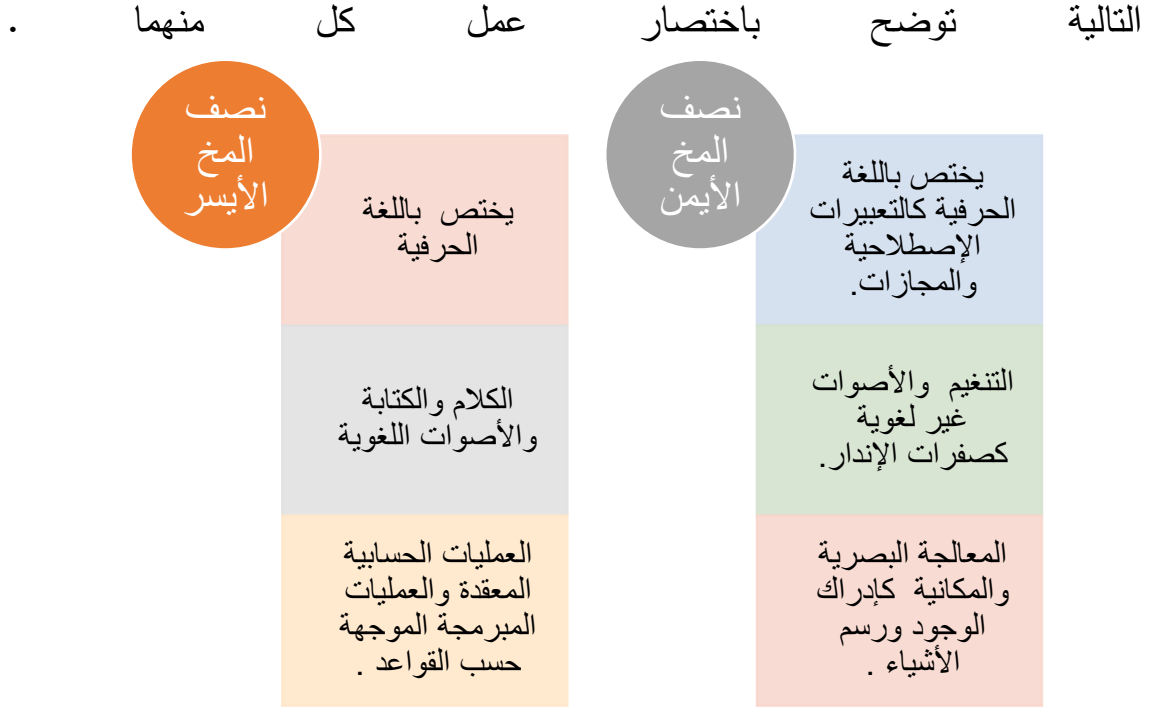 التالية توضح باختصار عمل كل منهما .
نصف
المخ
الأيمن
يختص باللغة
الحرفية كالتعبيرات
الإصطلاحية
والمجازات.
التنغيم والأصوات
غير لغوية
كصفرات الإندار.
المعالجة البصرية
والمكانية كإدراك
الوجود ورسم
الأشياء .
نصف
المخ
الأيسر
يختص باللغة
الحرفية
الكلام والكتابة
والأصوات اللغوية
العمليات الحسابية
المعقدة والعمليات
المبرمجة الموجهة
حسب القواعد .